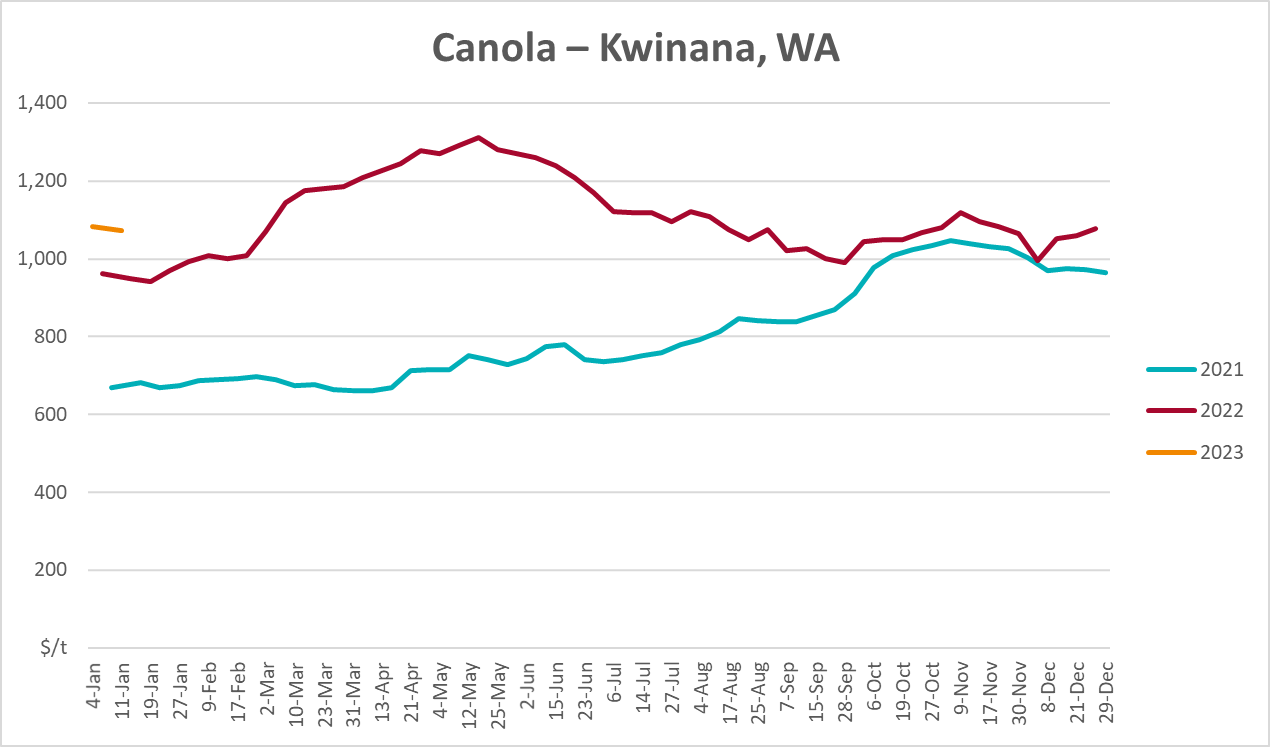 Canola – Kwinana, WA
1,400
1,200
1,000
800
600
400
200
$/t
4-Jan
11-Jan
19-Jan
27-Jan
9-Feb
17-Feb
2-Mar
10-Mar
23-Mar
31-Mar
13-Apr
21-Apr
4-May
12-May
25-May
2-Jun
15-Jun
23-Jun
6-Jul
14-Jul
27-Jul
4-Aug
17-Aug
25-Aug
7-Sep
15-Sep
28-Sep
6-Oct
19-Oct
27-Oct
9-Nov
17-Nov
30-Nov
8-Dec
21-Dec
29-Dec
2021
2022
2023